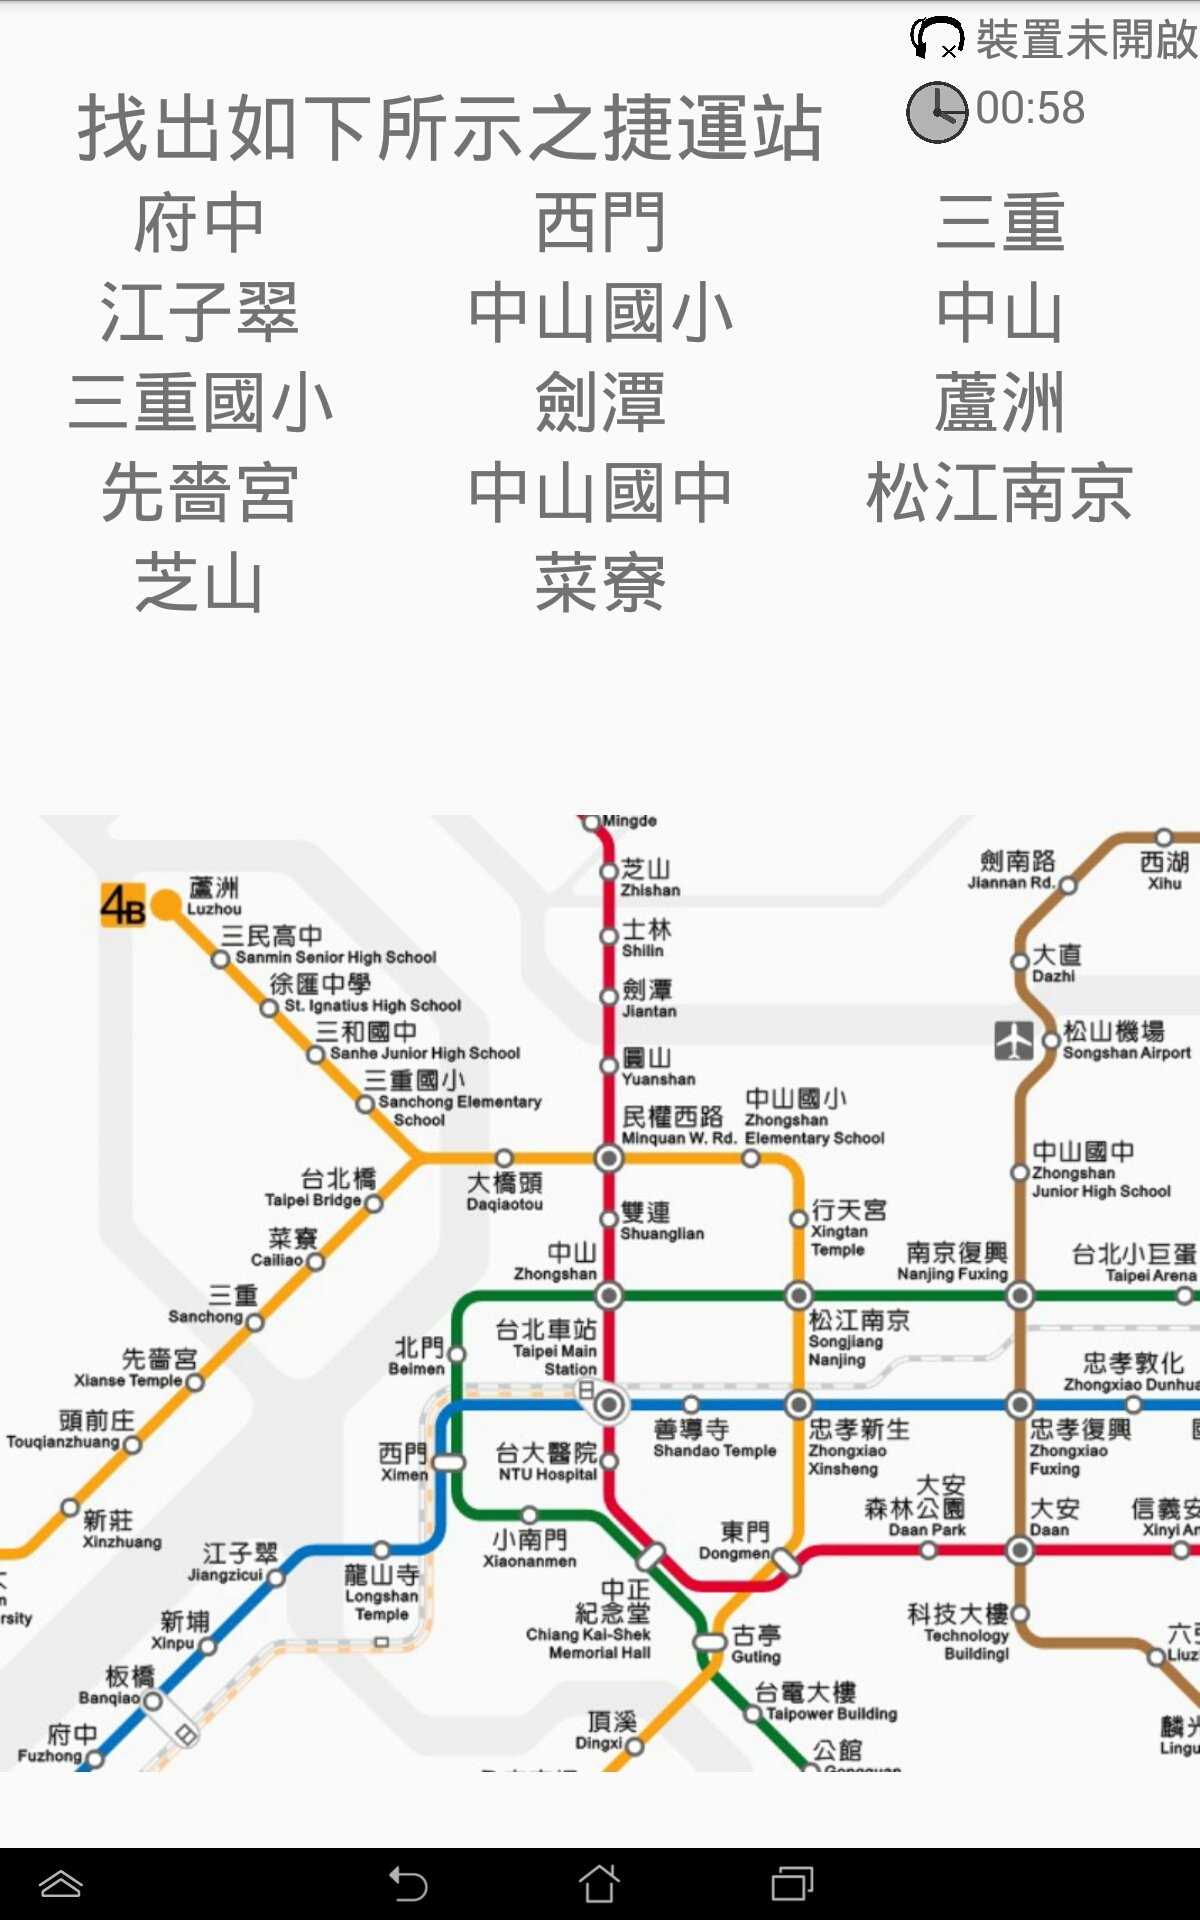 裝置未開啟
00:58
找出如下所示之捷運站
府中 西門 三重
江子翠 中山國小 中山
三重國小 劍潭 蘆洲
先嗇宮 中山國中 松江南京
芝山 菜寮
Mingde
芝山
Zhishan
士林
Shilin
劍潭
Jiantan
圓山
Yuanshan
民權西路
Minquan W. Rd.
中山國小
Zhongshan
Elementary School
雙連
Shuanglian
中山
Zhongshan
4B
蘆洲
Luzhou
三民高中
Sanmin Senior High School
徐匯中學
St. Ignatius High School
三和國中
Sanhe Junior High School
三重國小
Sanchong Elementary
School
大橋頭
Daqiaotou
台北橋
Taipei Bridge
菜寮
Cailiao
三重
Sanchong
先嗇宮
Xianse Temple
頭前庄
Touqianzhuang
新莊
Xinzhuang
rsity
劍南路
Jiannan Rd.
西湖
Xihu
大直
Dazhi
松山機場
Songshan Airport
中山國中
Zhongshan
Junior High School
行天宮
Xingtan
Temple
南京復興
Nanjing Fuxing
台北小巨蛋
Taipei Arena
松江南京
Songjiang
Nanjing
北門
Beimen
台北車站
Taipei Main
Station
忠孝敦化
Zhongxiao Dunhua
西門
Ximen
台大醫院
NTU Hospital
善導寺
Shandao Temple
忠孝新生
Zhongxiao
Xinsheng
忠孝復興
Zhongxiao
Fuxing
小南門
Xiaonanmen
東門
Dongmen
大安
森林公園
Daan Park
大安
Daan
信義安
Xinyi An
江子翠
Jiangzicui
龍山寺
Longshan
Temple
新埔
Xinpu
板橋
Banqiao
府中
Fuzhong
中正
紀念堂
Chiang Kai-Shek
Memorial Hall
古亭
Guting
科技大樓
Technology
Buildingl
六
Liuz
台電大樓
Taipower Building
頂溪
Dingxi
公館
Gongguan
麟光
Lingu